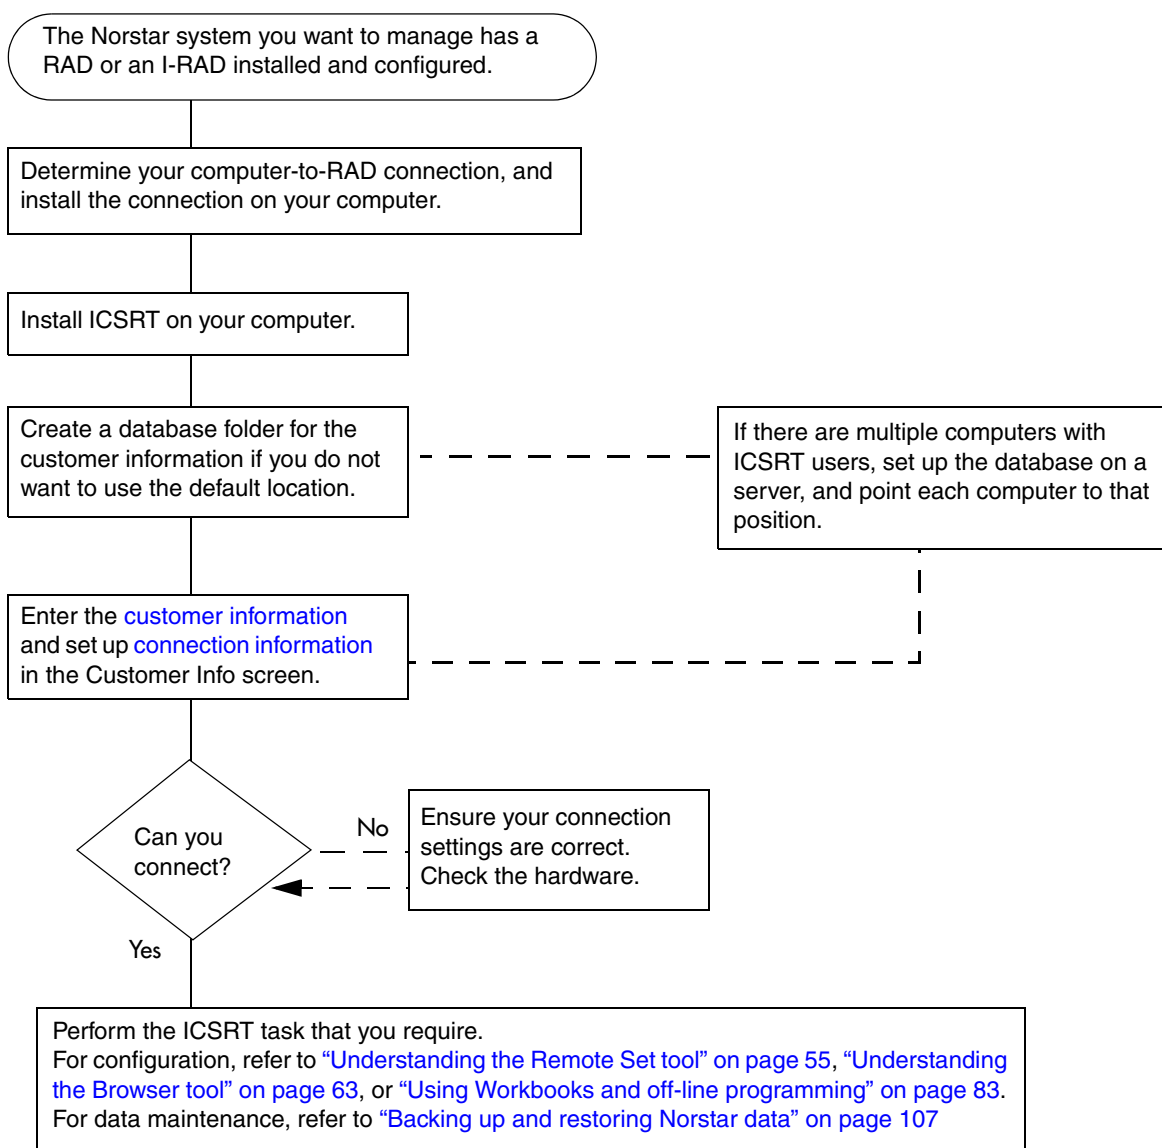 The Norstar system you want to manage has a
RAD or an I-RAD installed and configured.
Determine your computer-to-RAD connection, and
install the connection on your computer.
Install ICSRT on your computer.
Create a database folder for the
customer information if you do not
want to use the default location.
If there are multiple computers with
ICSRT users, set up the database on a
server, and point each computer to that
position.
Enter the customer information
and set up connection information
in the Customer Info screen.
Can you
connect?
No
Ensure your connection
settings are correct.
Check the hardware.
Yes
Perform the ICSRT task that you require.
For configuration, refer to “Understanding the Remote Set tool” on page 55, “Understanding
the Browser tool” on page 63, or “Using Workbooks and off-line programming” on page 83.
For data maintenance, refer to “Backing up and restoring Norstar data” on page 107